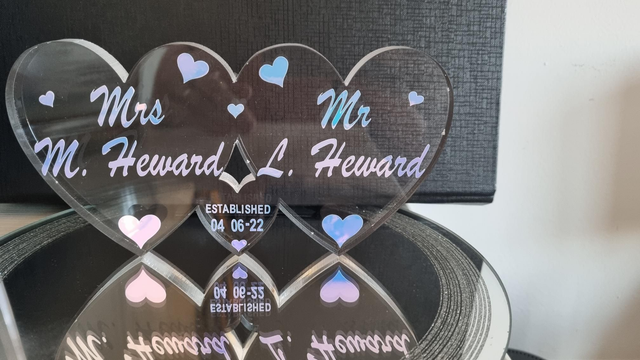 Mrs
M. Heward
Mr
L. Heward
ESTABLISHED
04 06-22